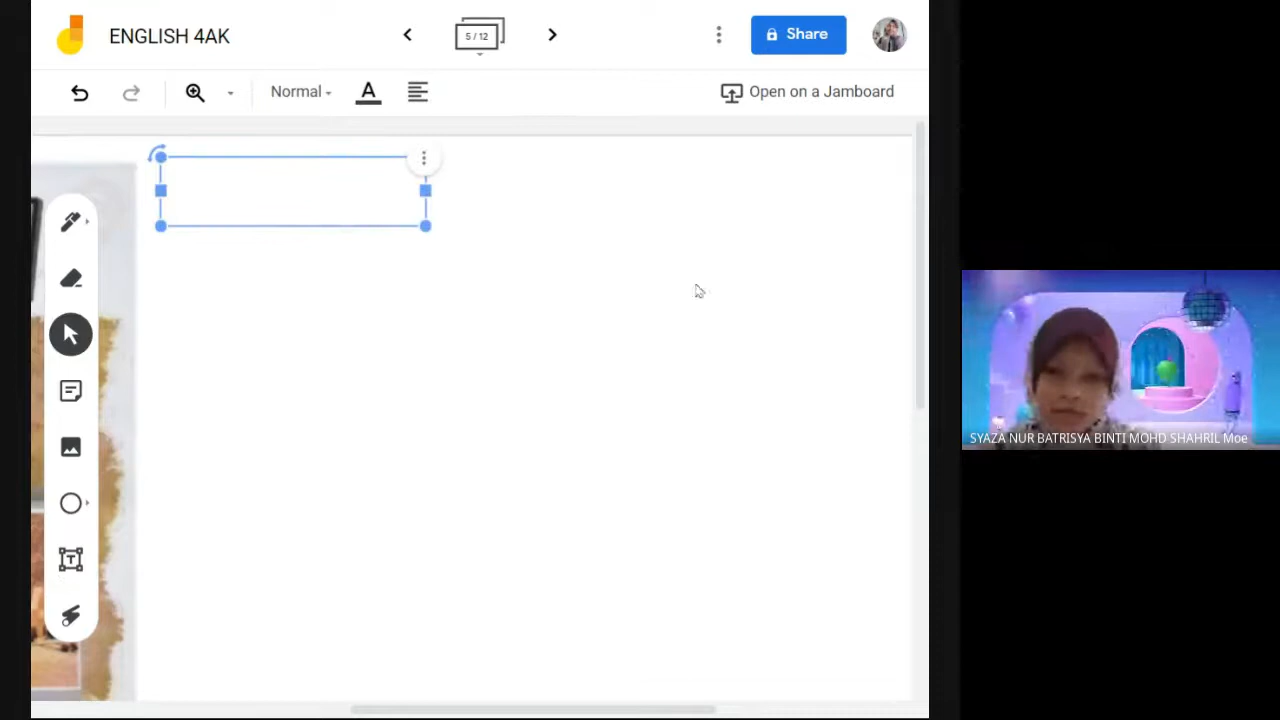 ENGLISH 4AK
5 / 12
Share
Normal
A
Open on a Jamboard
T
SYAZA NUR BATRISYA BINTI MOHD SHAHRIL Moe